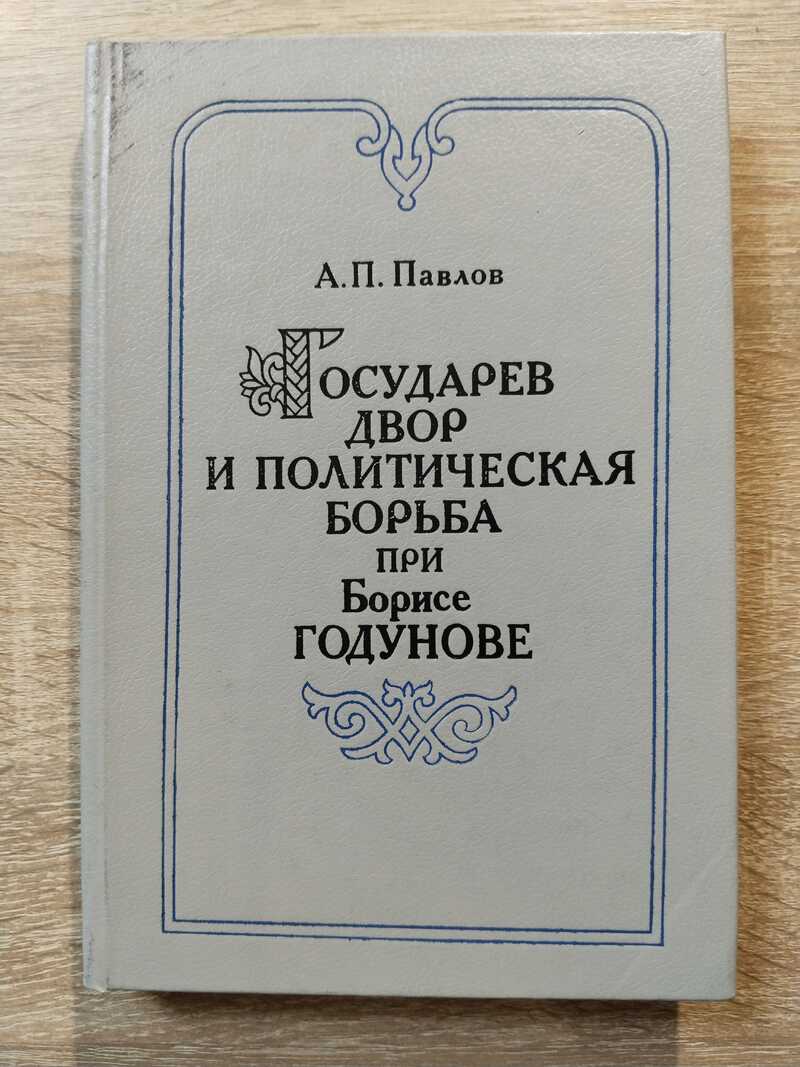 А.П. Павлов
Государев
двор
и политическая
борьба
при
Борисе
Годунове